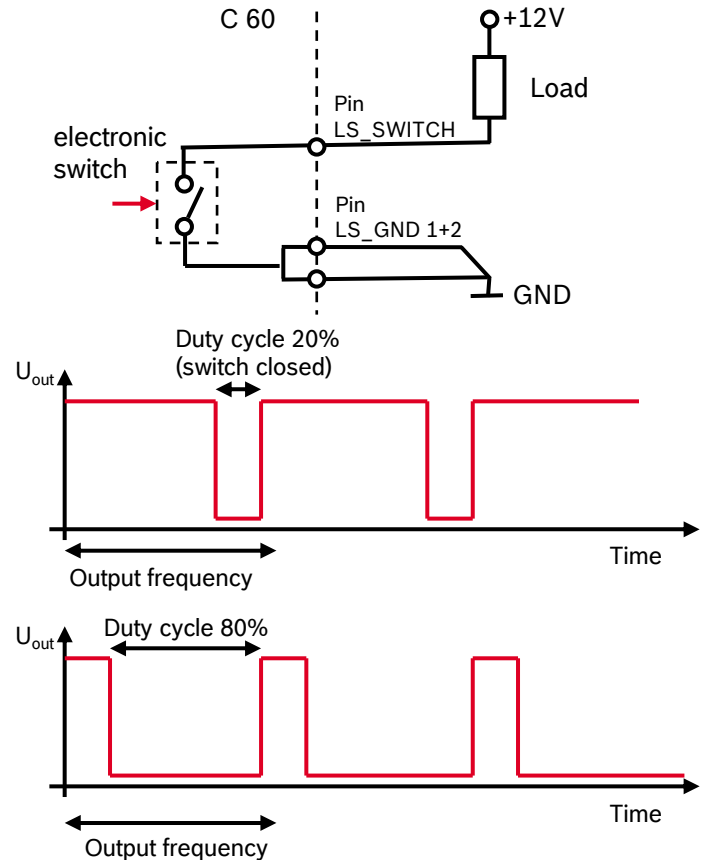 C 60
+12V
Load
Pin
LS_SWITCH
electronic
switch
Pin
LS_GND 1+2
GND
Duty cycle 20%
(switch closed)
Uout
Time
Output frequency
Duty cycle 80%
Uout
Time
Output frequency